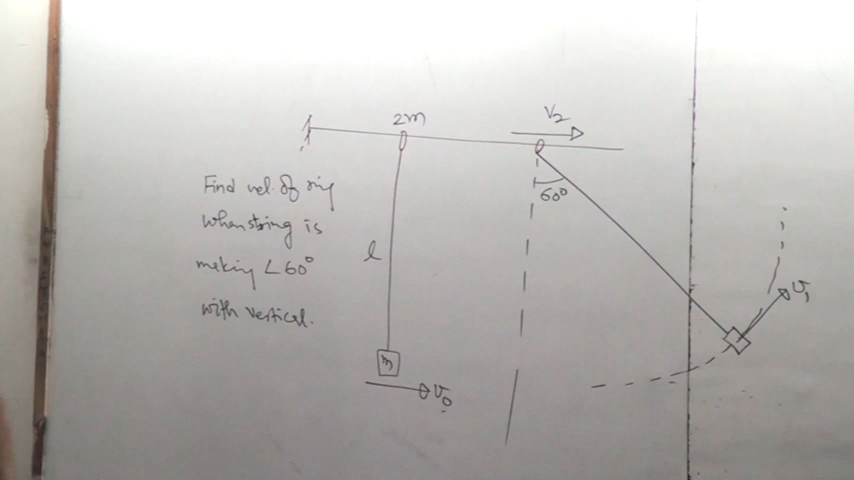 2m
V₂
60°
Find vel. of ring
when string is
making ∠60°
with vertical.
l
m
v₀
v₁